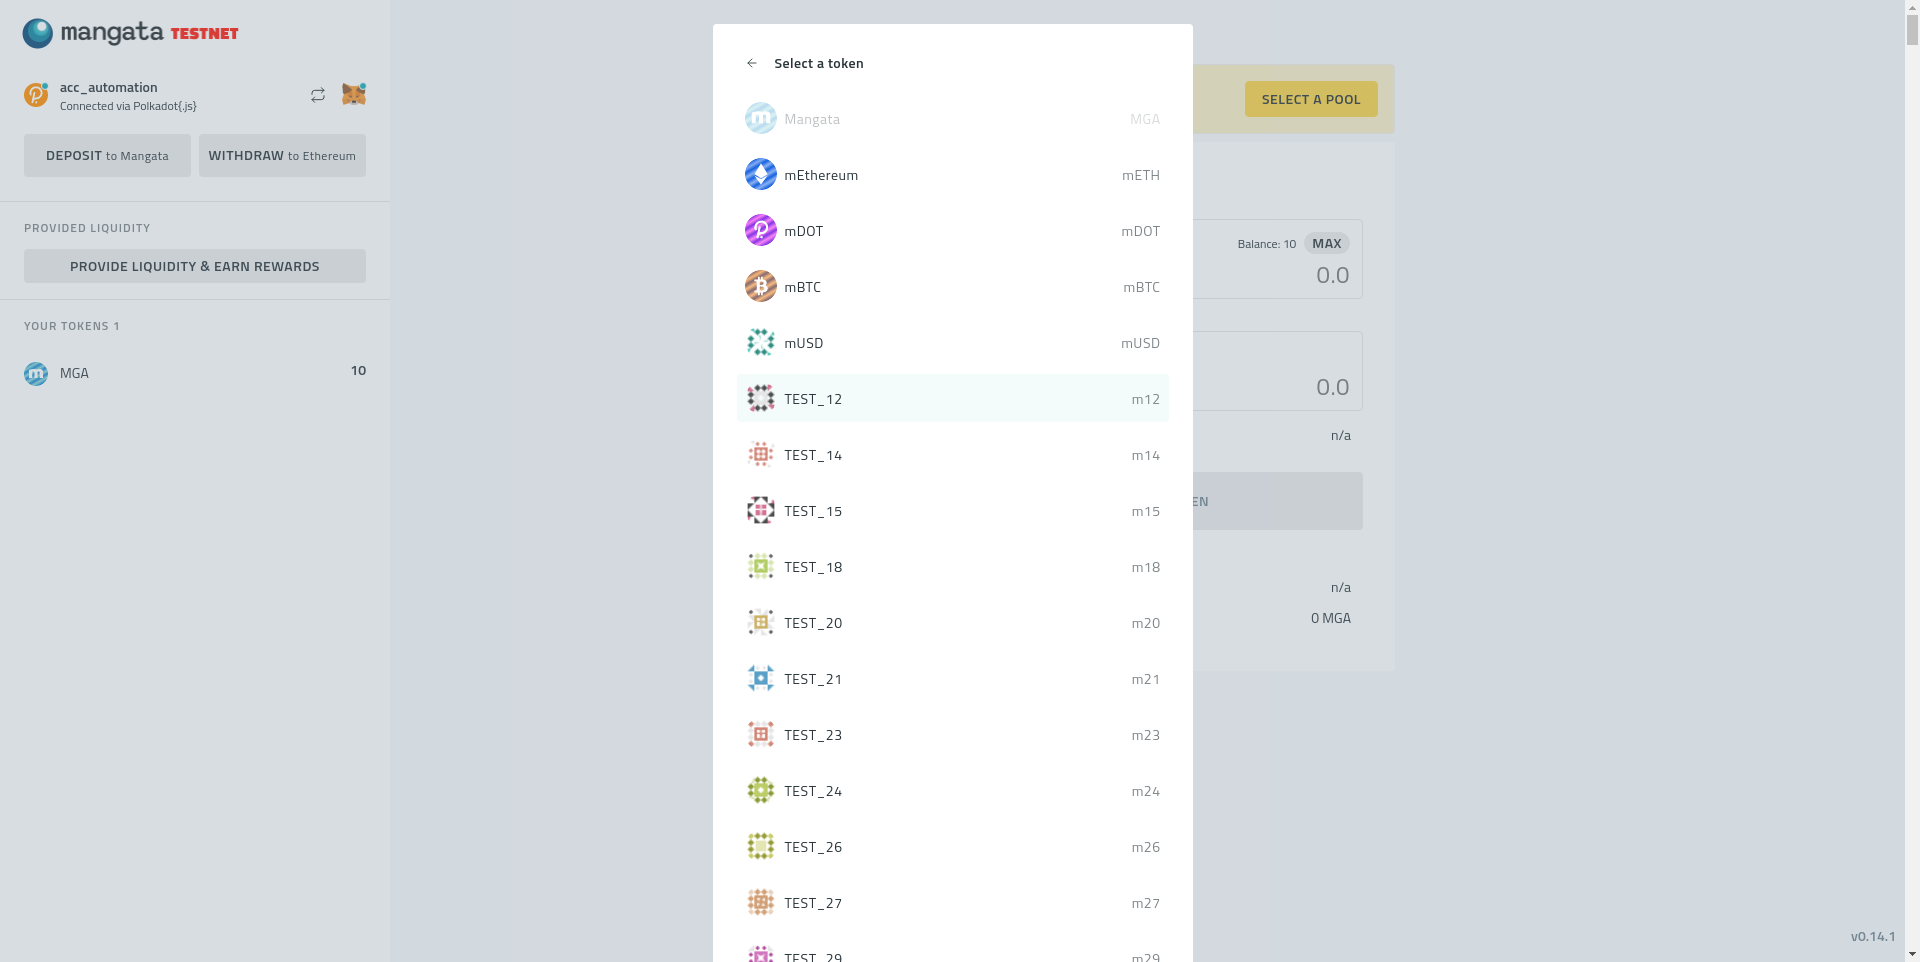 mangata TESTNET
acc_automation
Connected via Polkadot{.js}
DEPOSIT to Mangata
WITHDRAW to Ethereum
PROVIDED LIQUIDITY
PROVIDE LIQUIDITY & EARN REWARDS
YOUR TOKENS 1
MGA 10
Select a token
Mangata MGA
mEthereum mETH
mDOT mDOT
mBTC mBTC
mUSD mUSD
TEST_12 m12
TEST_14 m14
TEST_15 m15
TEST_18 m18
TEST_20 m20
TEST_21 m21
TEST_23 m23
TEST_24 m24
TEST_26 m26
TEST_27 m27
TEST_29 m29
SELECT A POOL
Balance: 10 MAX
0.0
0.0
n/a
EN
n/a
0 MGA
v0.14.1